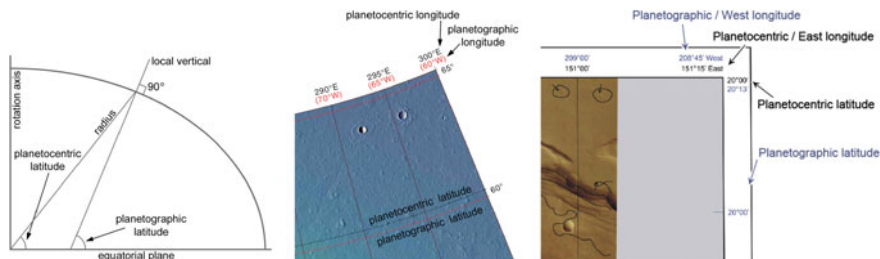 rotation axis
radius
local vertical
90°
planetocentric
latitude
planetographic
latitude
equatorial plane
planetocentric longitude
planetographic
longitude
300°E
(60°W)
65°
295°E
(65°W)
290°E
(70°W)
60°
planetocentric latitude
planetographic latitude
Planetographic / West longitude
Planetocentric / East longitude
209°00'
151°00'
208°45' West
151°15' East
20°00'
20°13'
Planetocentric latitude
Planetographic latitude
20°00'